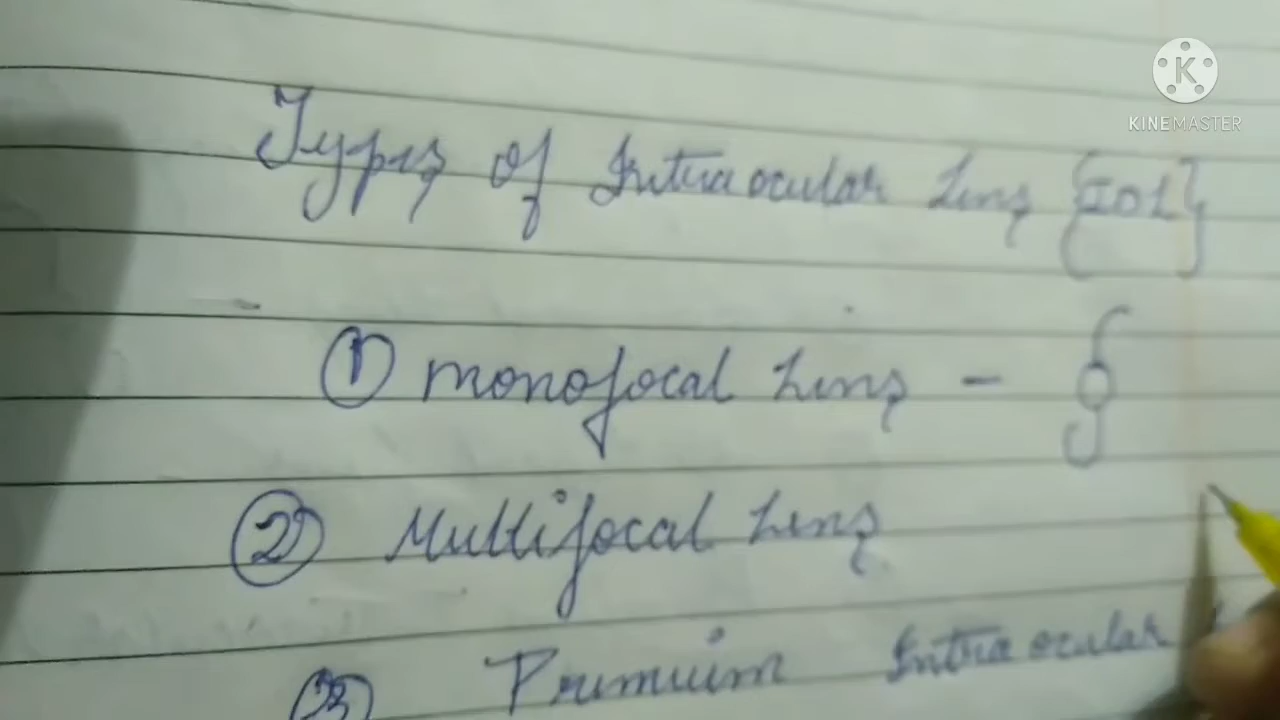 Types of Intraocular Lens {IOL}
① monofocal Lens -
② Multifocal Lens
③ Premium Intraocular
K
KINEMASTER